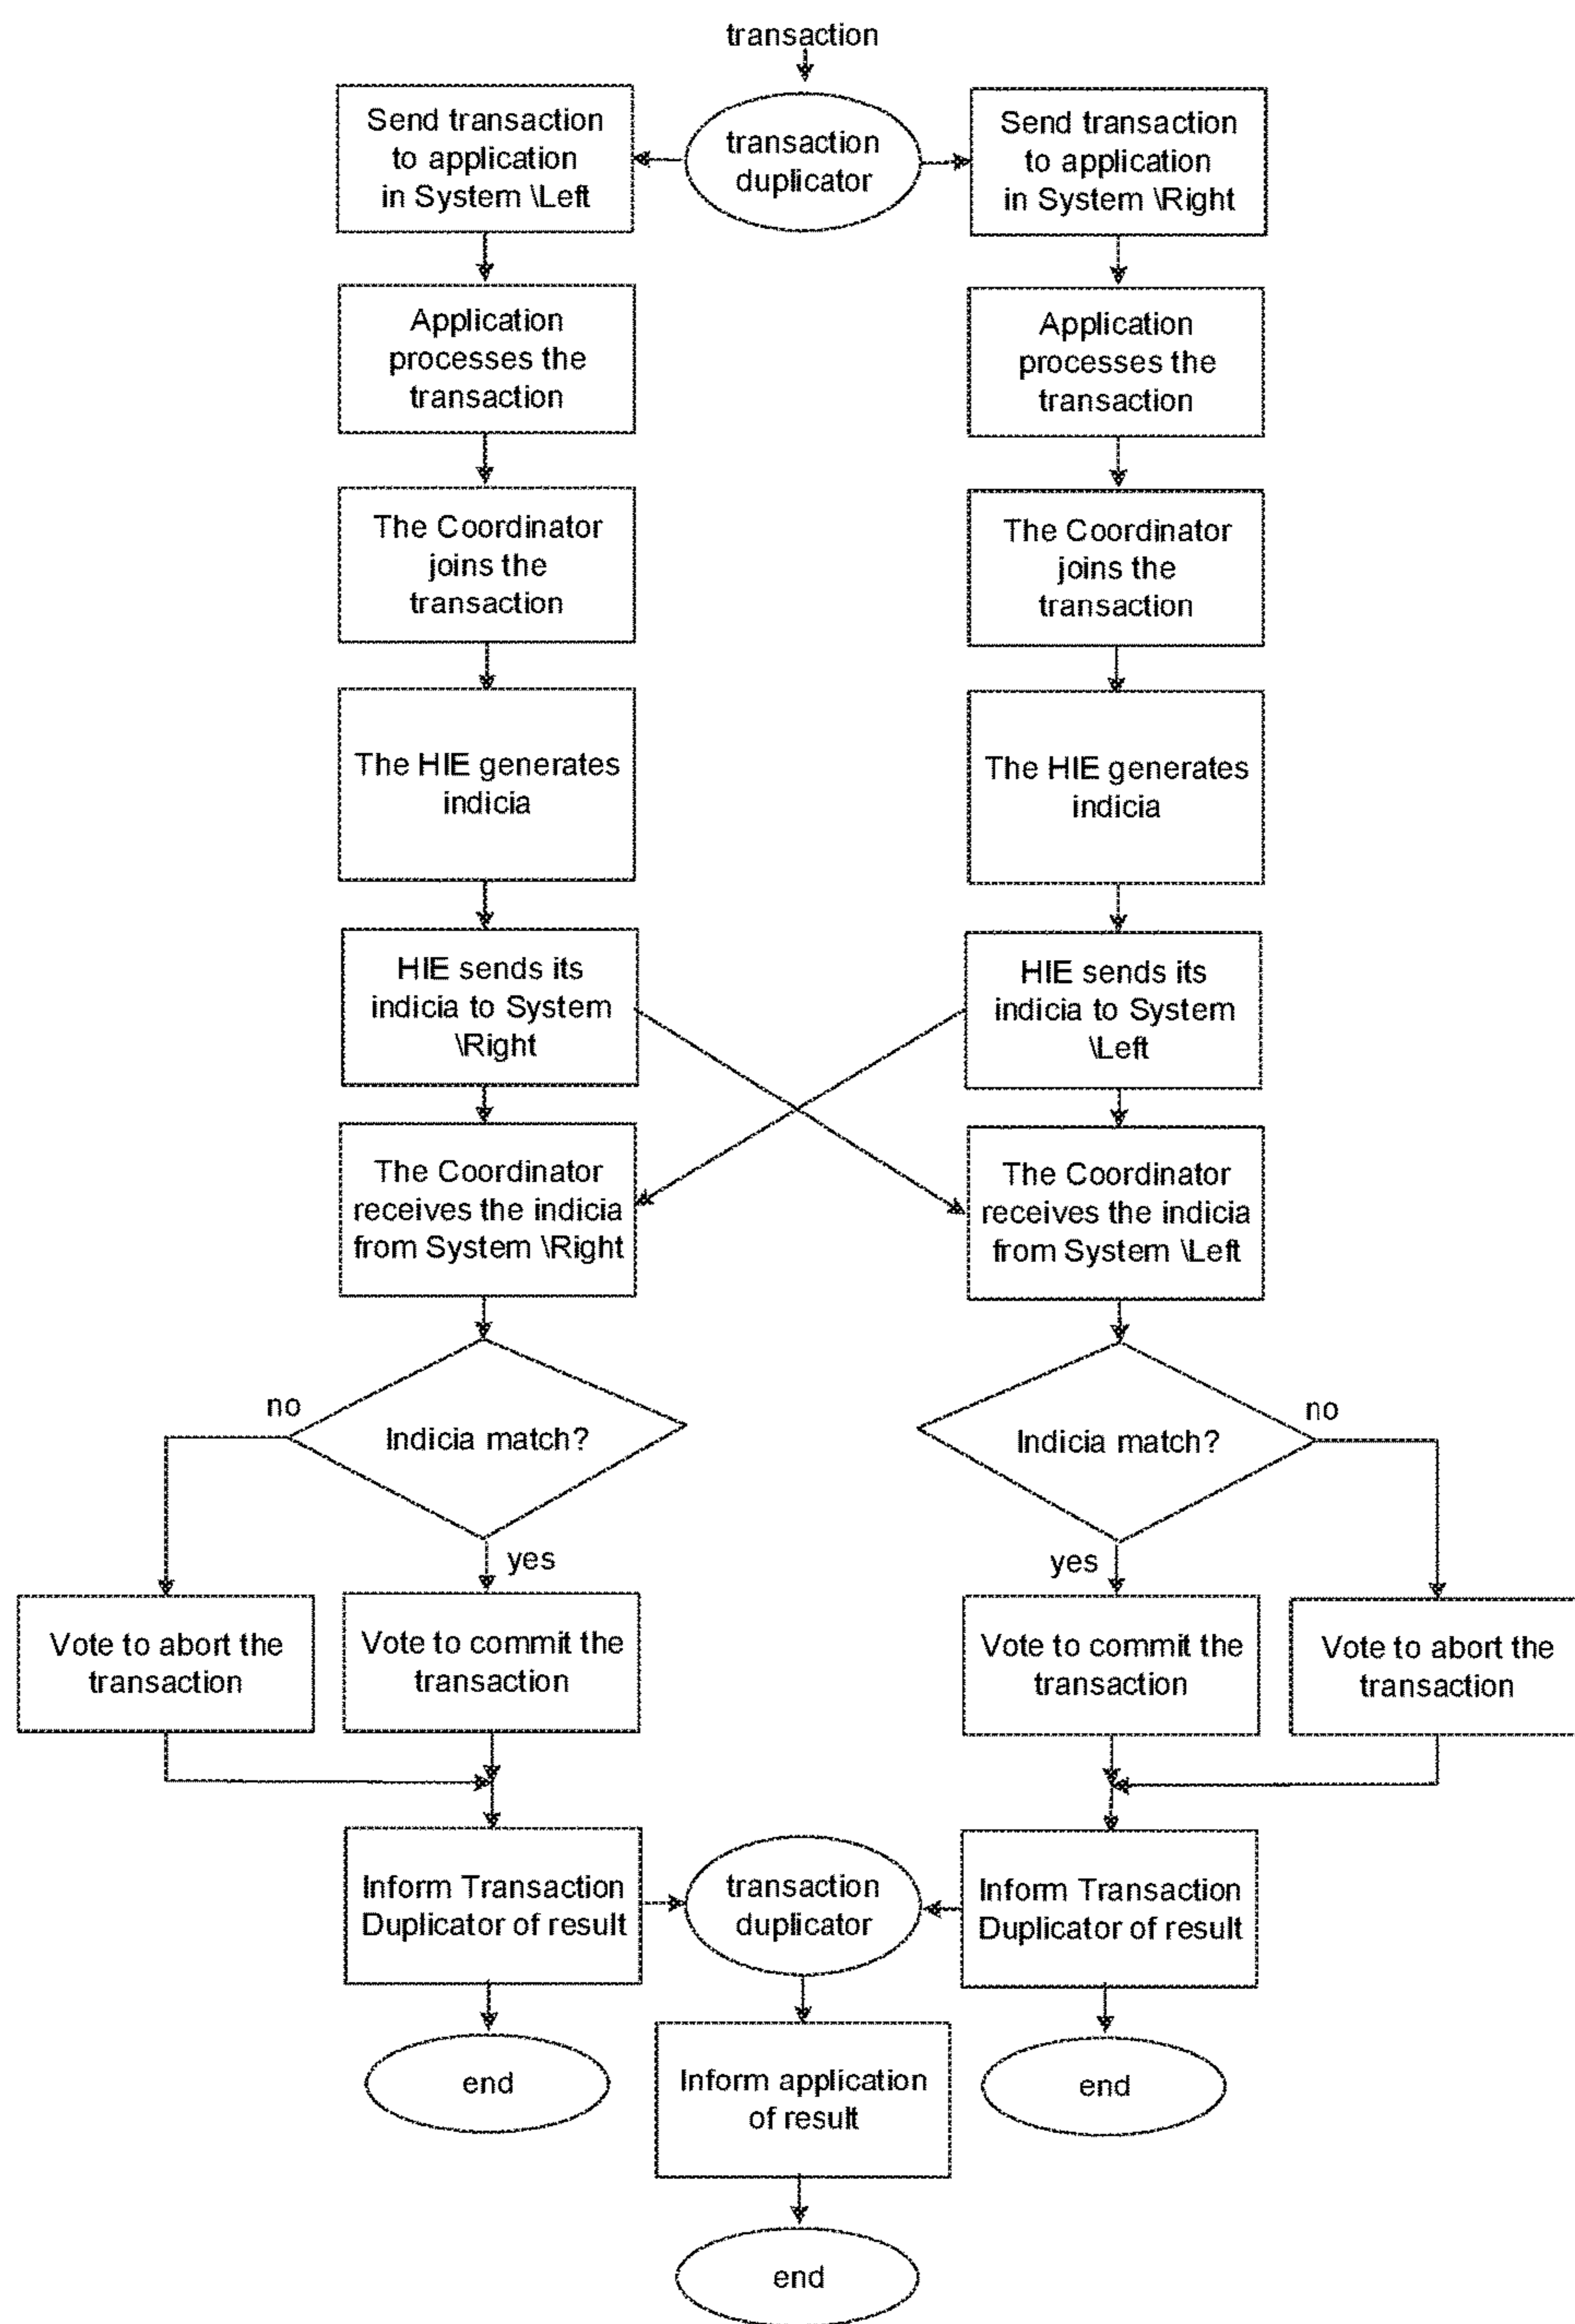 transaction
Send transaction
to application
in System \Left
transaction
duplicator
Send transaction
to application
in System \Right
Application
processes the
transaction
Application
processes the
transaction
The Coordinator
joins the
transaction
The Coordinator
joins the
transaction
The HIE generates
indicia
The HIE generates
indicia
HIE sends its
indicia to System
\Right
HIE sends its
indicia to System
\Left
The Coordinator
receives the indicia
from System \Right
The Coordinator
receives the indicia
from System \Left
no
Indicia match?
yes
Indicia match?
no
yes
Vote to abort the
transaction
Vote to commit the
transaction
Vote to commit the
transaction
Vote to abort the
transaction
Inform Transaction
Duplicator of result
transaction
duplicator
Inform Transaction
Duplicator of result
end
Inform application
of result
end
end